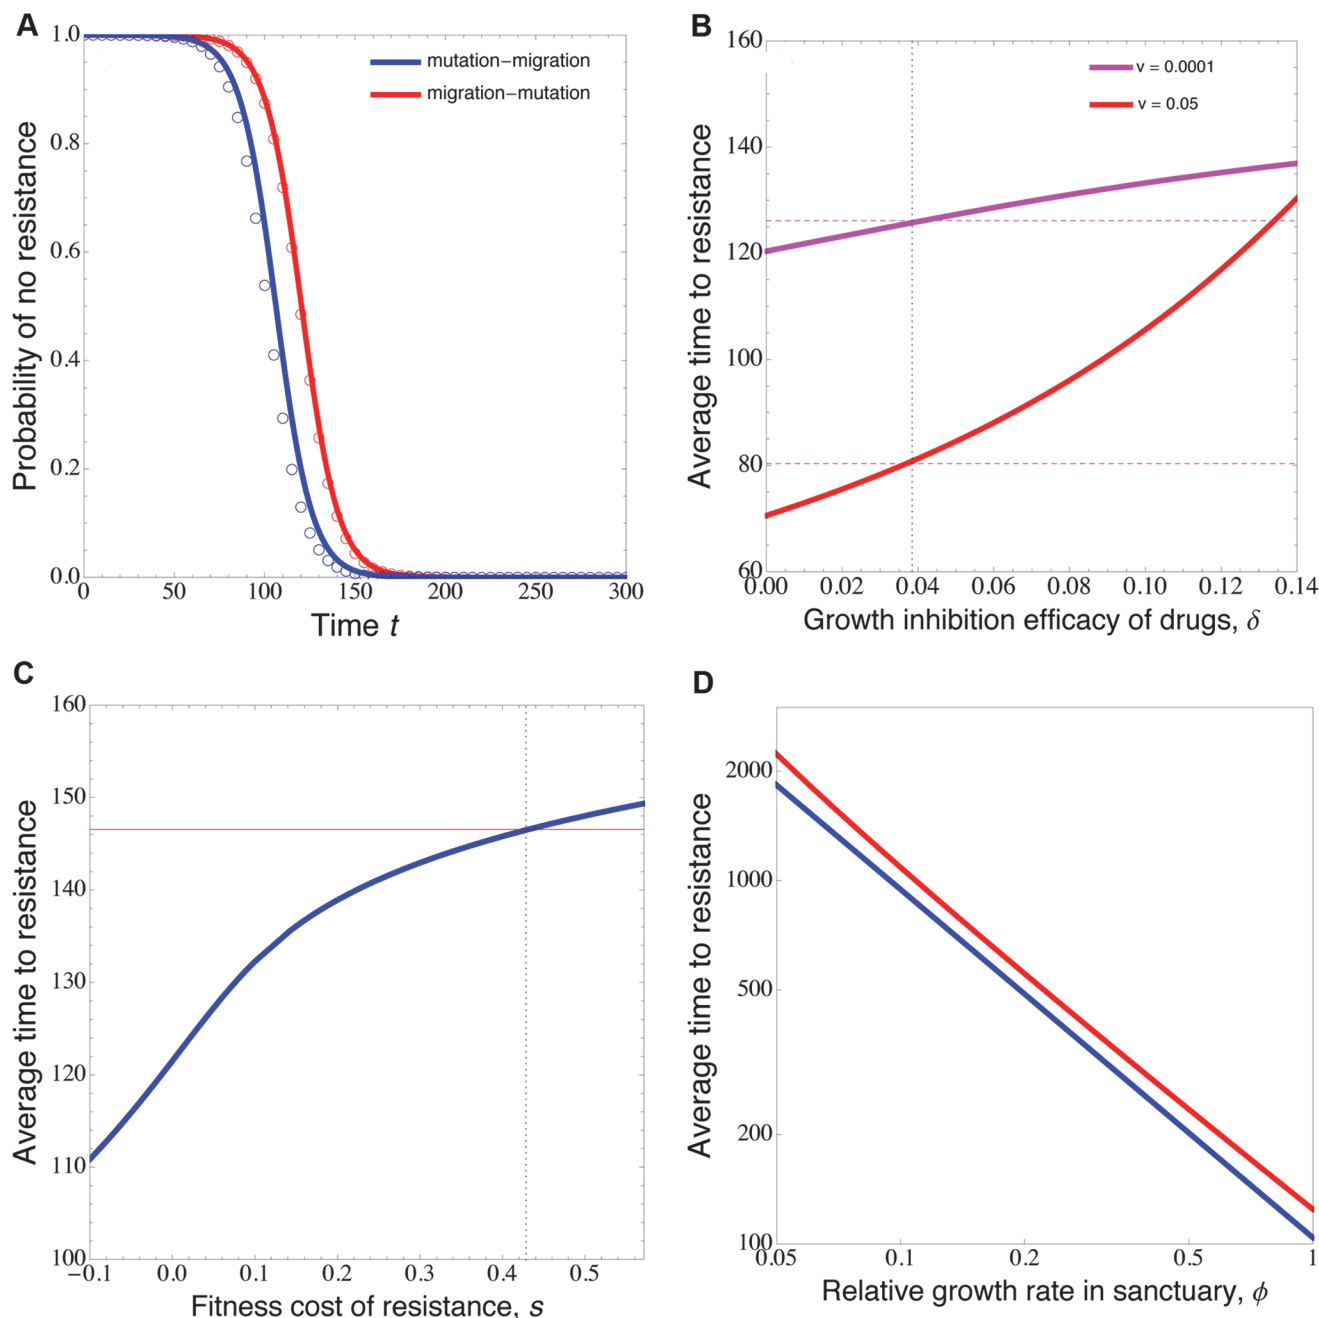 A
1.0
0.8
0.6
0.4
0.2
0.0
0 50 100 150 200 250 300
Probability of no resistance
Time t
mutation–migration
migration–mutation
B
160
140
120
100
80
60
0.00 0.02 0.04 0.06 0.08 0.10 0.12 0.14
Average time to resistance
Growth inhibition efficacy of drugs, δ
v = 0.0001
v = 0.05
C
160
150
140
130
120
110
100
−0.1 0.0 0.1 0.2 0.3 0.4 0.5
Average time to resistance
Fitness cost of resistance, s
D
2000
1000
500
200
100
0.05 0.1 0.2 0.5 1
Average time to resistance
Relative growth rate in sanctuary, ϕ